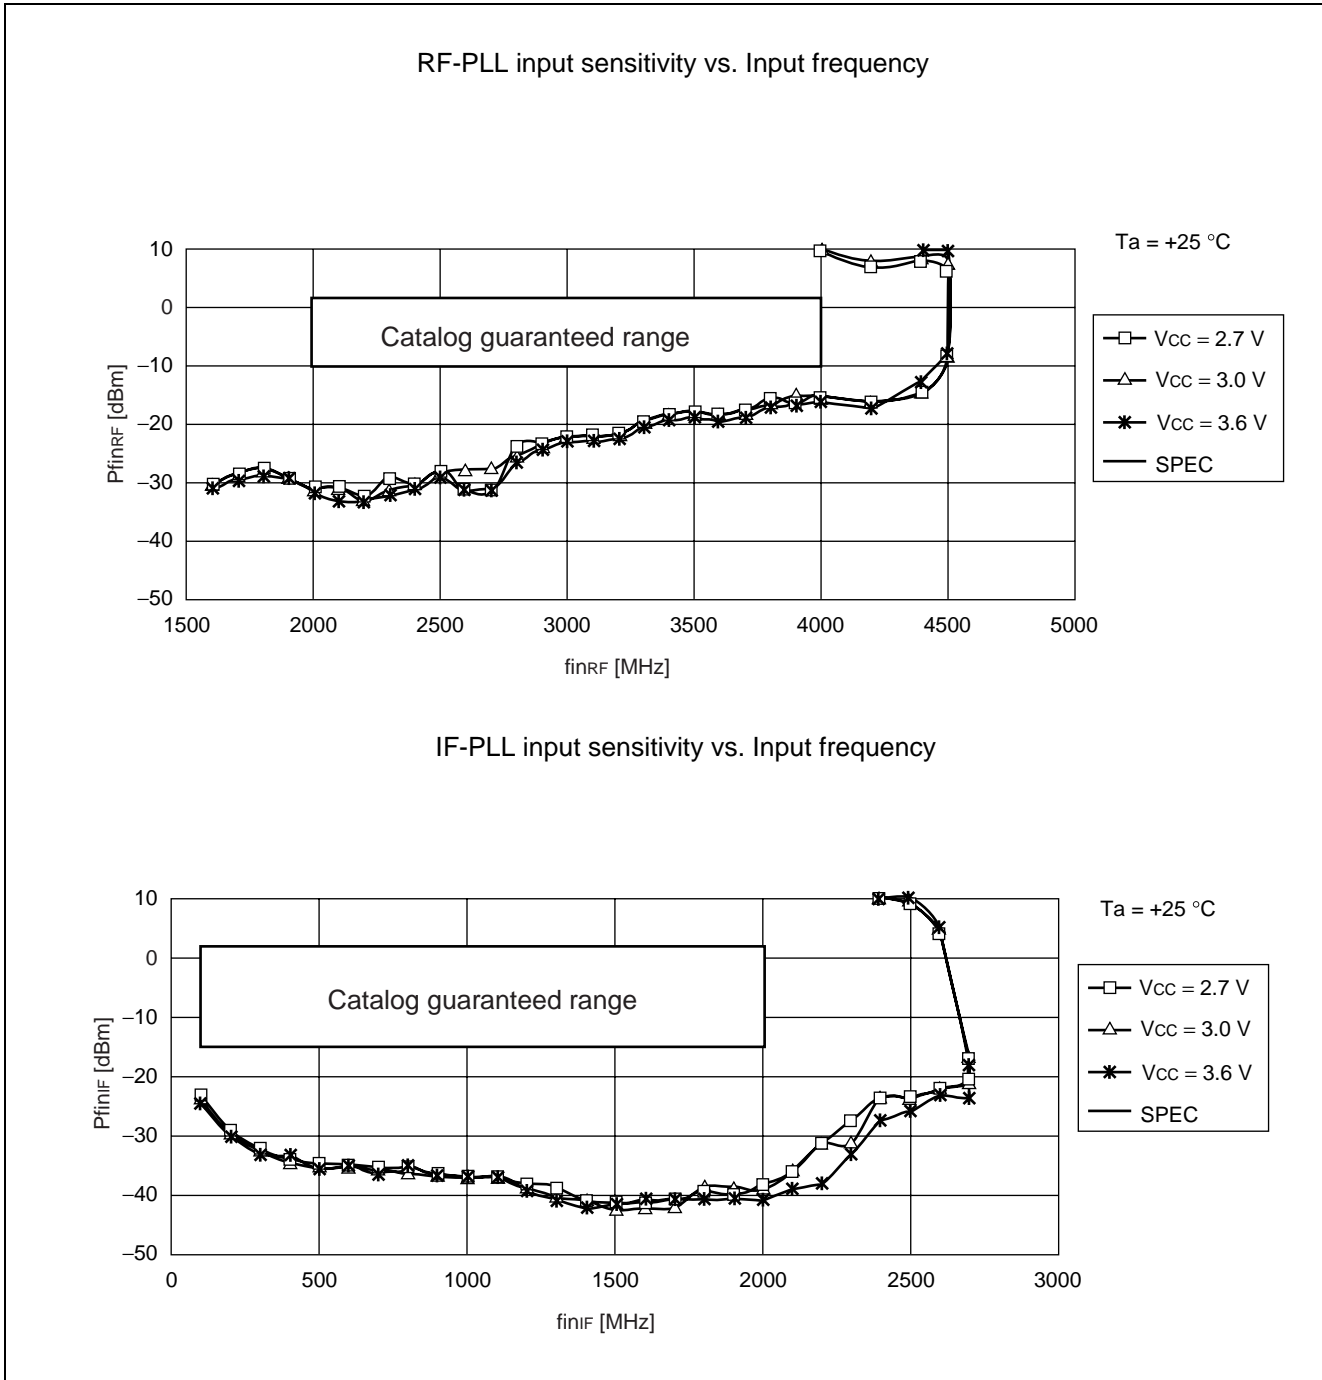 RF-PLL input sensitivity vs. Input frequency
Ta = +25 °C
10
0
−10
−20
−30
−40
−50
PfinRF [dBm]
Catalog guaranteed range
VCC = 2.7 V
VCC = 3.0 V
VCC = 3.6 V
SPEC
1500 2000 2500 3000 3500 4000 4500 5000
finRF [MHz]
IF-PLL input sensitivity vs. Input frequency
Ta = +25 °C
10
0
−10
−20
−30
−40
−50
PfinIF [dBm]
Catalog guaranteed range
VCC = 2.7 V
VCC = 3.0 V
VCC = 3.6 V
SPEC
0 500 1000 1500 2000 2500 3000
finIF [MHz]